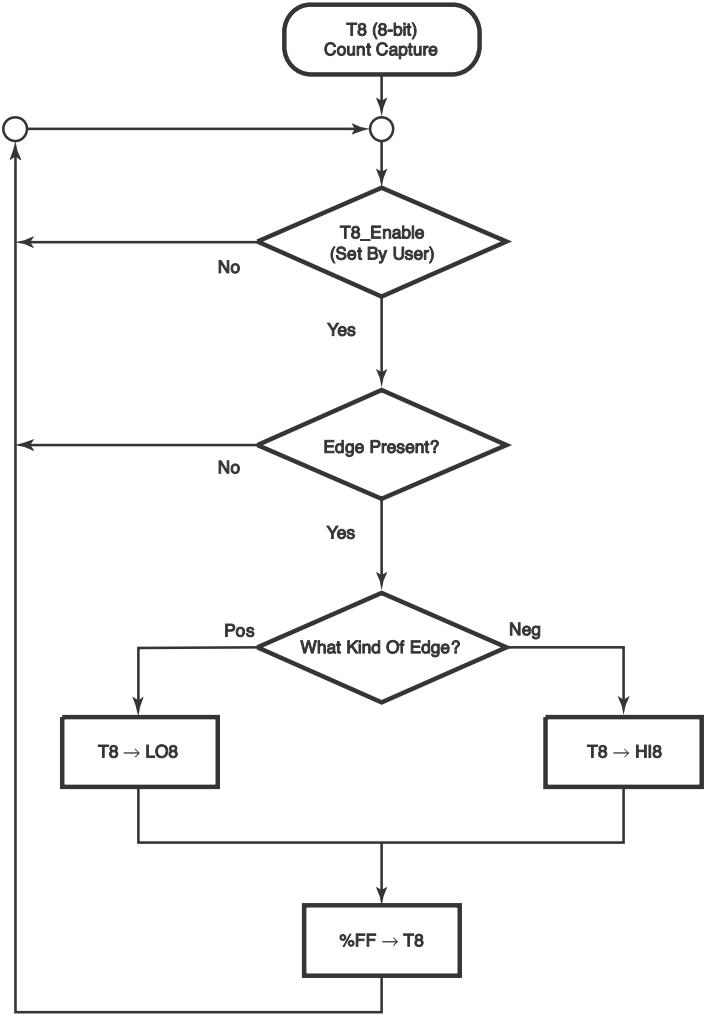 T8 (8-bit)
Count Capture
T8_Enable
(Set By User)
No
Yes
Edge Present?
No
Yes
What Kind Of Edge?
Pos
Neg
T8 → LO8
T8 → HI8
%FF → T8